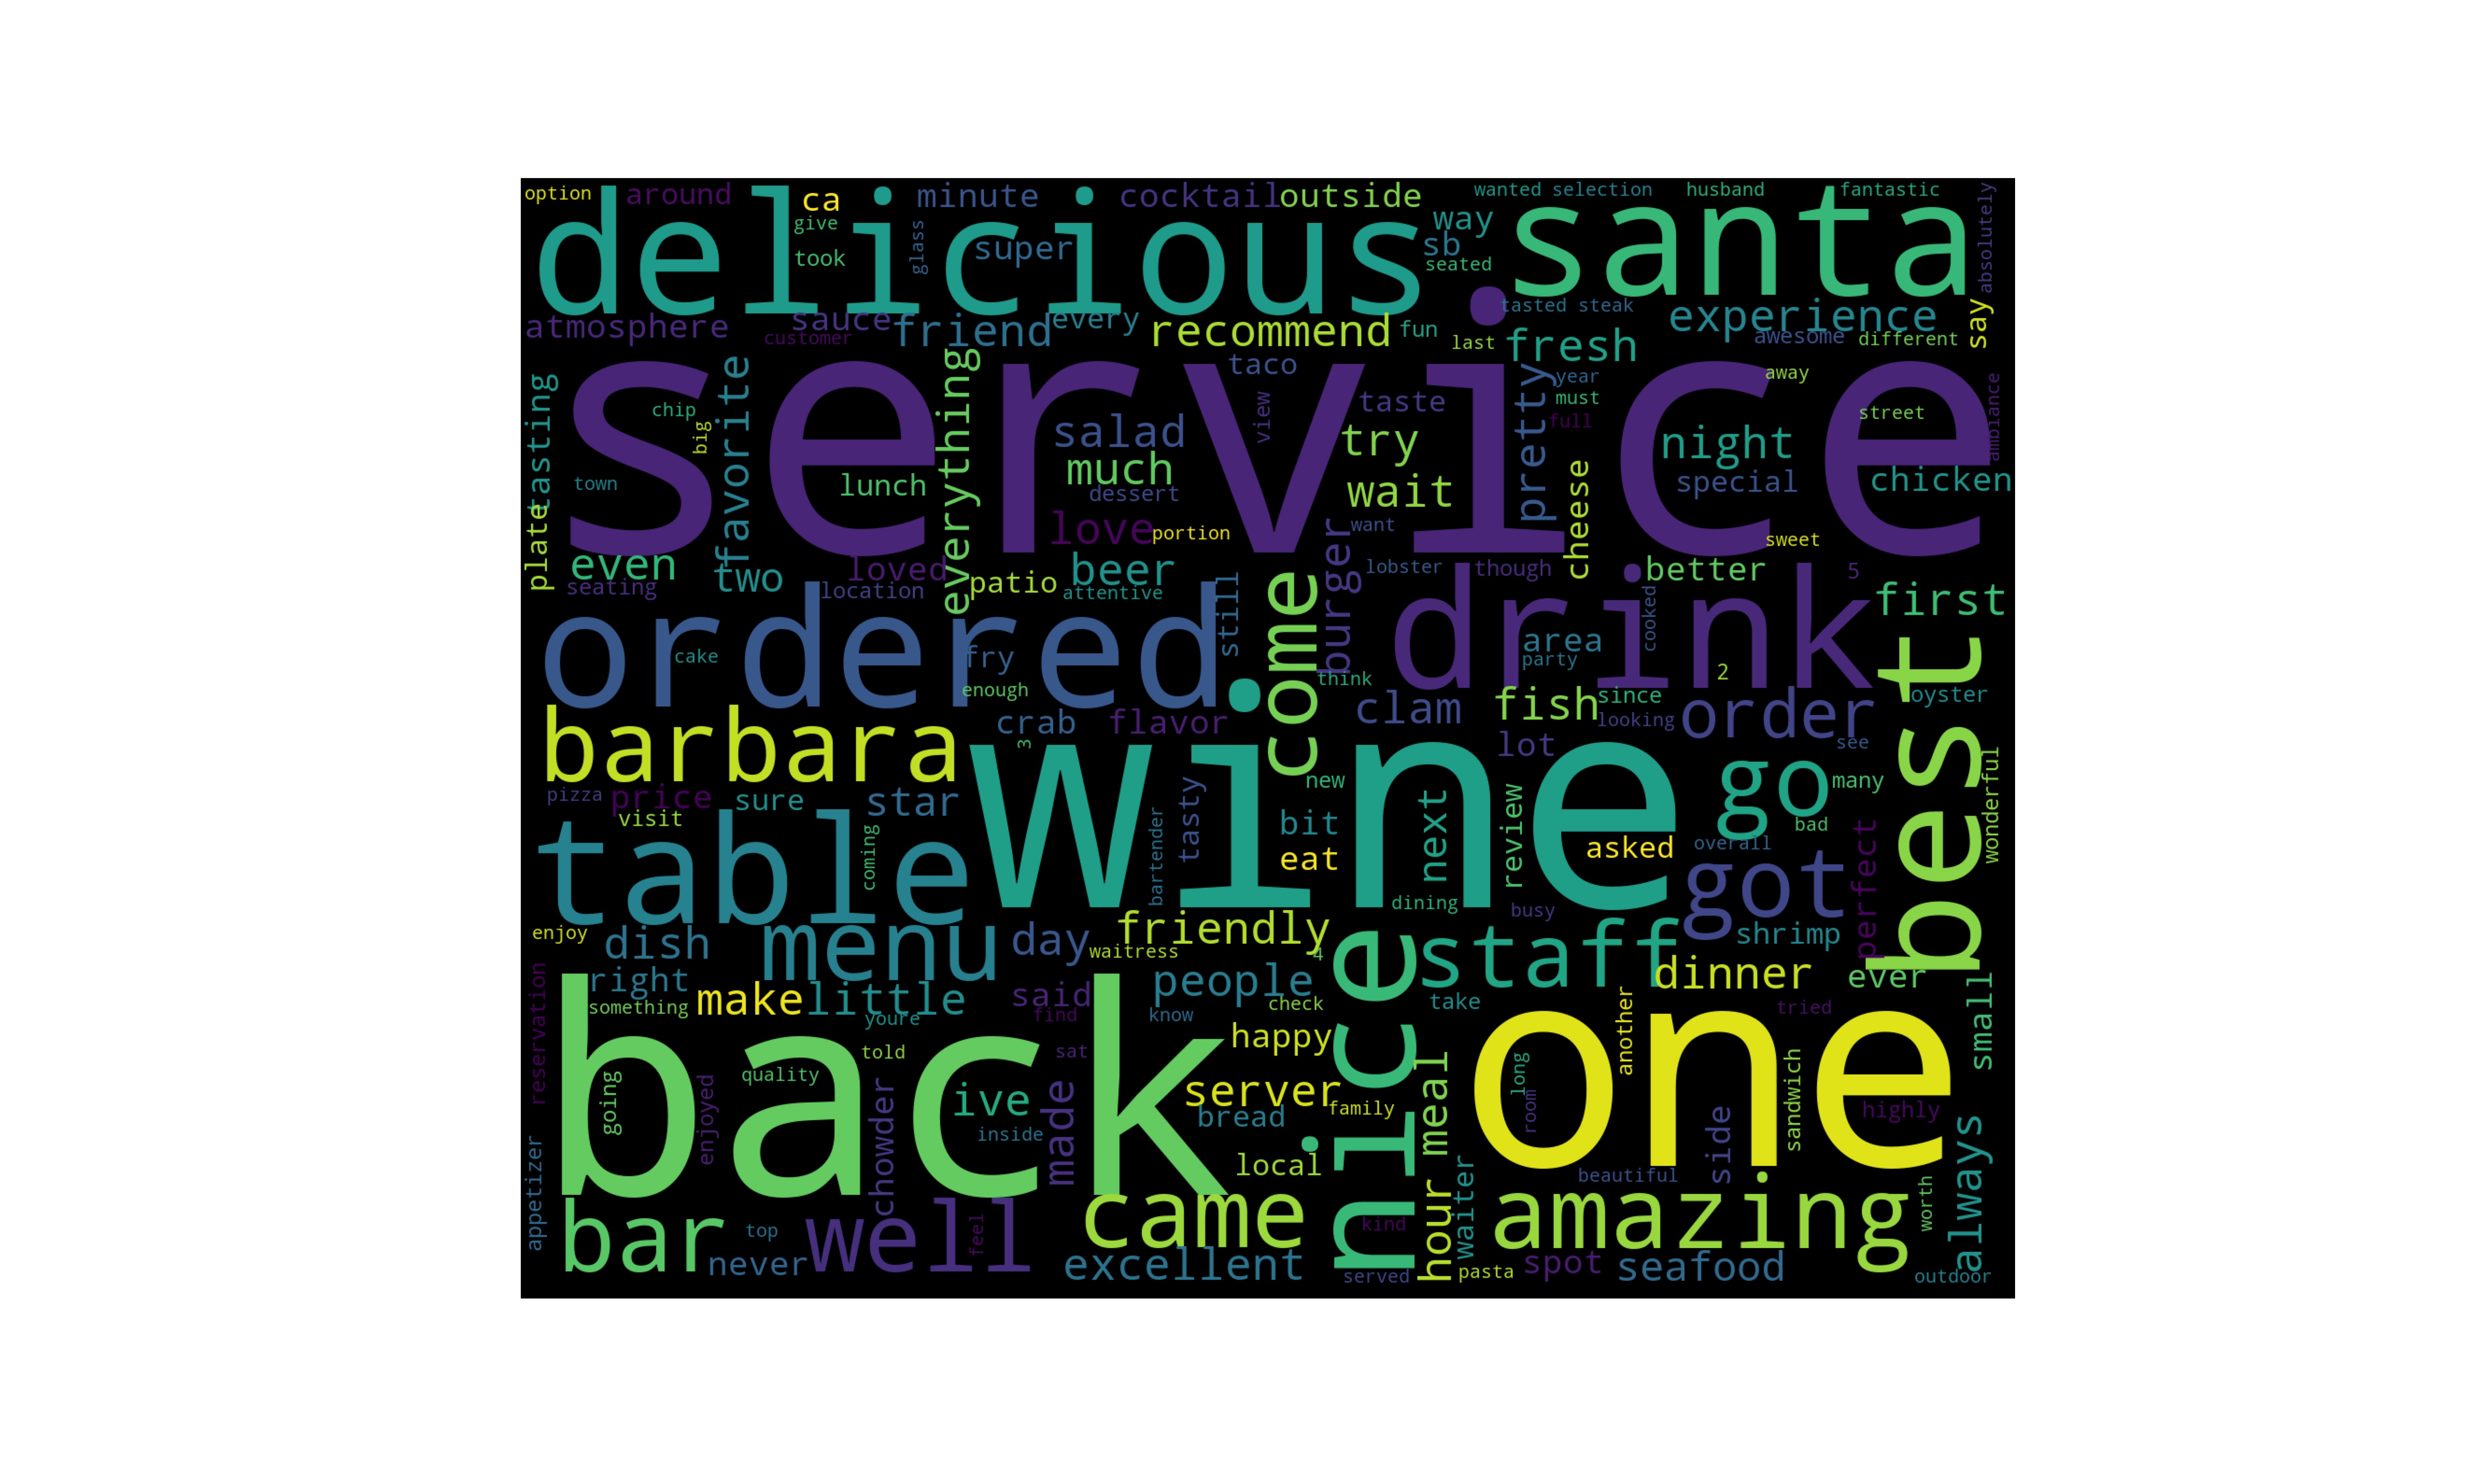 option around ca minute cocktail outside wanted selection husband fantastic
delicious give took glass super way sb seated santa absolutely
atmosphere sauce friend every recommend fun tasted steak experience say
customer last fresh awesome different
service
tasting chip big favorite everything taco view taste year must full pretty away street ambiance
salad try night
town lunch much dessert wait special chicken
plate love portion want cheese sweet
even two loved patio beer burger lobster though better 5
seating location attentive still come first
ordered drink
cake fry enough think area party cooked 2 best
barbara crab flavor clam fish since looking order oyster
3 lot see
wine
pizza price sure star tasty new go many wonderful
visit bit next review bad
table coming bartender eat asked overall perfect
dining busy got
enjoy dish menu day friendly waitress staff shrimp
reservation right make little said people 4 dinner ever small
something youre find know check take tried
back nice one
told sat happy another
going quality enjoyed ive made server family meal long room sandwich highly
chowder inside bread side
appetizer local hour waiter beautiful worth always
bar top well feel came kind amazing
never excellent served pasta spot seafood outdoor